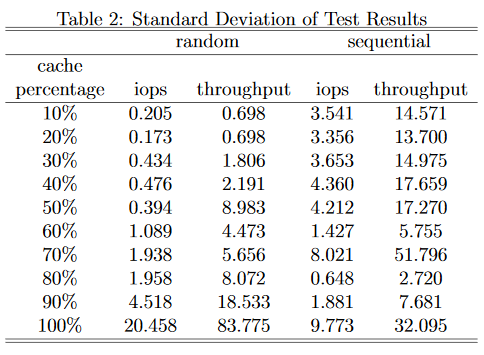 Table 2: Standard Deviation of Test Results
random sequential
cache
percentage iops throughput iops throughput
10% 0.205 0.698 3.541 14.571
20% 0.173 0.698 3.356 13.700
30% 0.434 1.806 3.653 14.975
40% 0.476 2.191 4.360 17.659
50% 0.394 8.983 4.212 17.270
60% 1.089 4.473 1.427 5.755
70% 1.938 5.656 8.021 51.796
80% 1.958 8.072 0.648 2.720
90% 4.518 18.533 1.881 7.681
100% 20.458 83.775 9.773 32.095